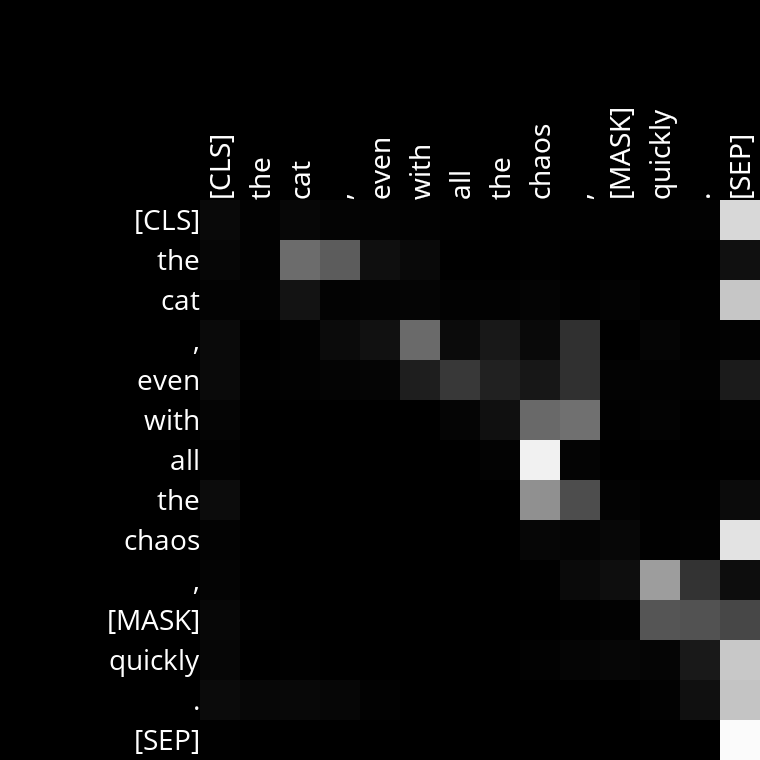 [CLS] the cat , even with all the chaos , [MASK] quickly . [SEP]
[CLS]
the
cat
,
even
with
all
the
chaos
,
[MASK]
quickly
.
[SEP]